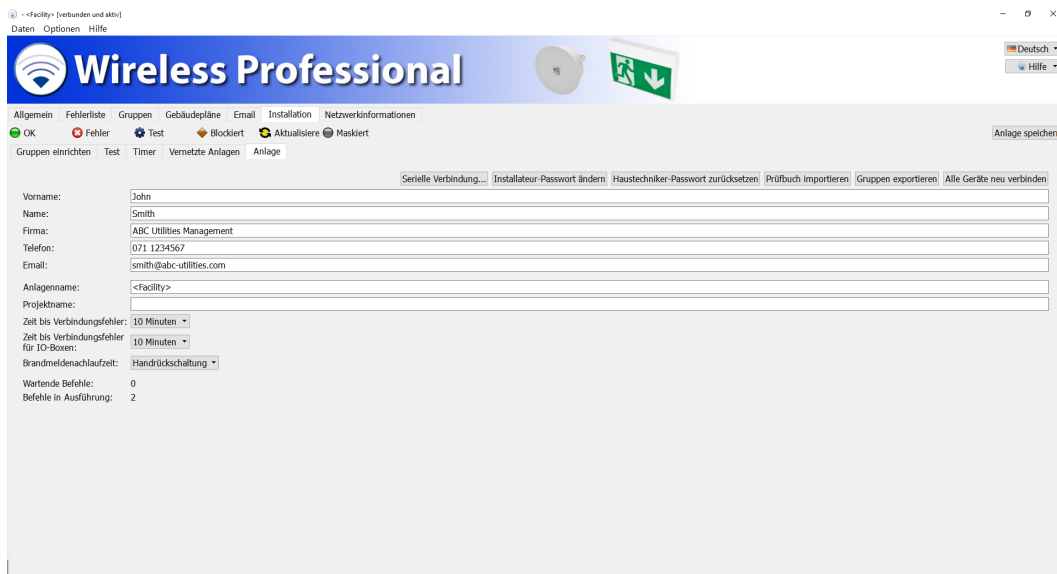 - <Facility> [verbunden und aktiv]
Daten Optionen Hilfe
Wireless Professional
Deutsch
Hilfe
Allgemein Fehlerliste Gruppen Gebäudepläne Email Installation Netzwerkinformationen
OK Fehler Test Blockiert Aktualisiere Maskiert Anlage speichern
Gruppen einrichten Test Timer Vernetzte Anlagen Anlage
Serielle Verbindung... Installateur-Passwort ändern Haustechniker-Passwort zurücksetzen Prüfbuch importieren Gruppen exportieren Alle Geräte neu verbinden
Vorname: John
Name: Smith
Firma: ABC Utilities Management
Telefon: 071 1234567
Email: smith@abc-utilities.com
Anlagenname: <Facility>
Projektname:
Zeit bis Verbindungsfehler: 10 Minuten
Zeit bis Verbindungsfehler
für IO-Boxen: 10 Minuten
Brandmeldenachlaufzeit: Handrückschaltung
Wartende Befehle: 0
Befehle in Ausführung: 2